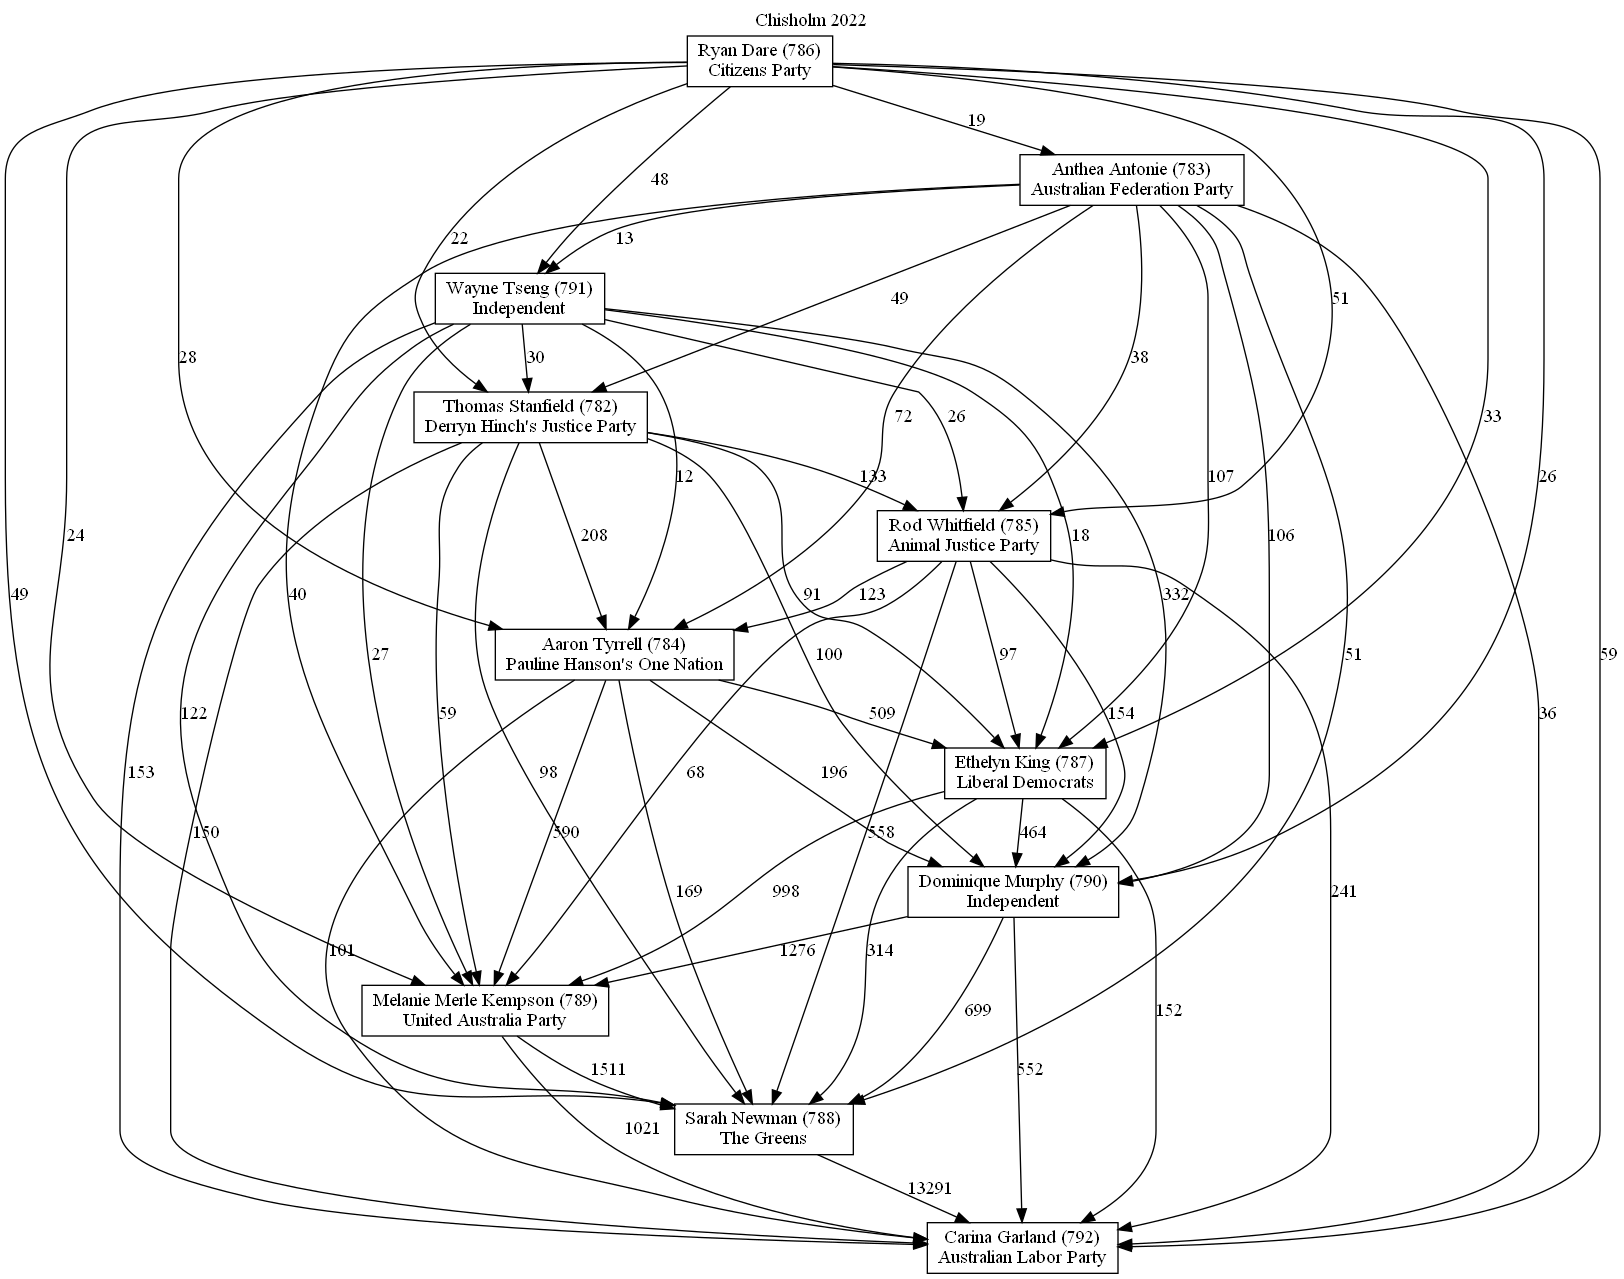 Chisholm 2022
Ryan Dare (786)
Citizens Party
19
Anthea Antonie (783)
Australian Federation Party
48
22
13
Wayne Tseng (791)
Independent
49
51
28
30
38
Thomas Stanfield (782)
Derryn Hinch's Justice Party
72
26
33
12
133
107
26
Rod Whitfield (785)
Animal Justice Party
24
208
18
106
49
40
91
123
332
Aaron Tyrrell (784)
Pauline Hanson's One Nation
27
100
97
51
59
122
59
509
154
36
153
98
68
196
Ethelyn King (787)
Liberal Democrats
150
590
558
464
Dominique Murphy (790)
Independent
169
998
241
101
1276
314
Melanie Merle Kempson (789)
United Australia Party
699
152
1511
552
Sarah Newman (788)
The Greens
1021
13291
Carina Garland (792)
Australian Labor Party